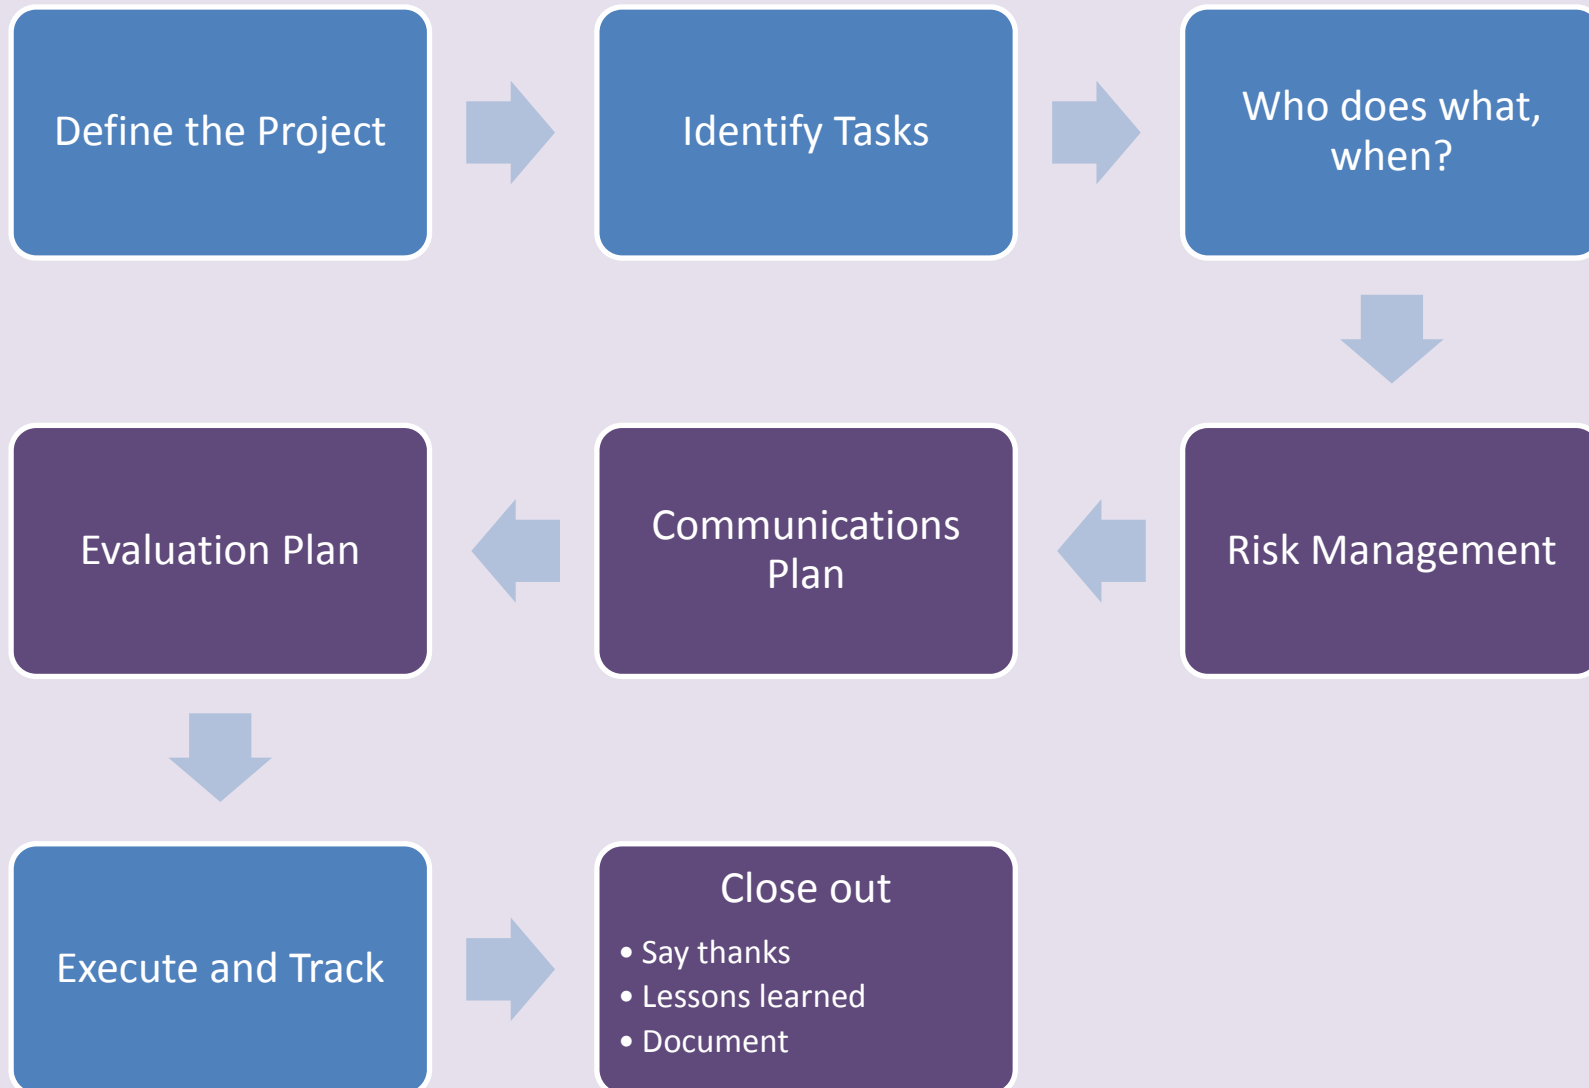 Define the Project
Identify Tasks
Who does what,
when?
Risk Management
Communications
Plan
Evaluation Plan
Execute and Track
Close out
• Say thanks
• Lessons learned
• Document